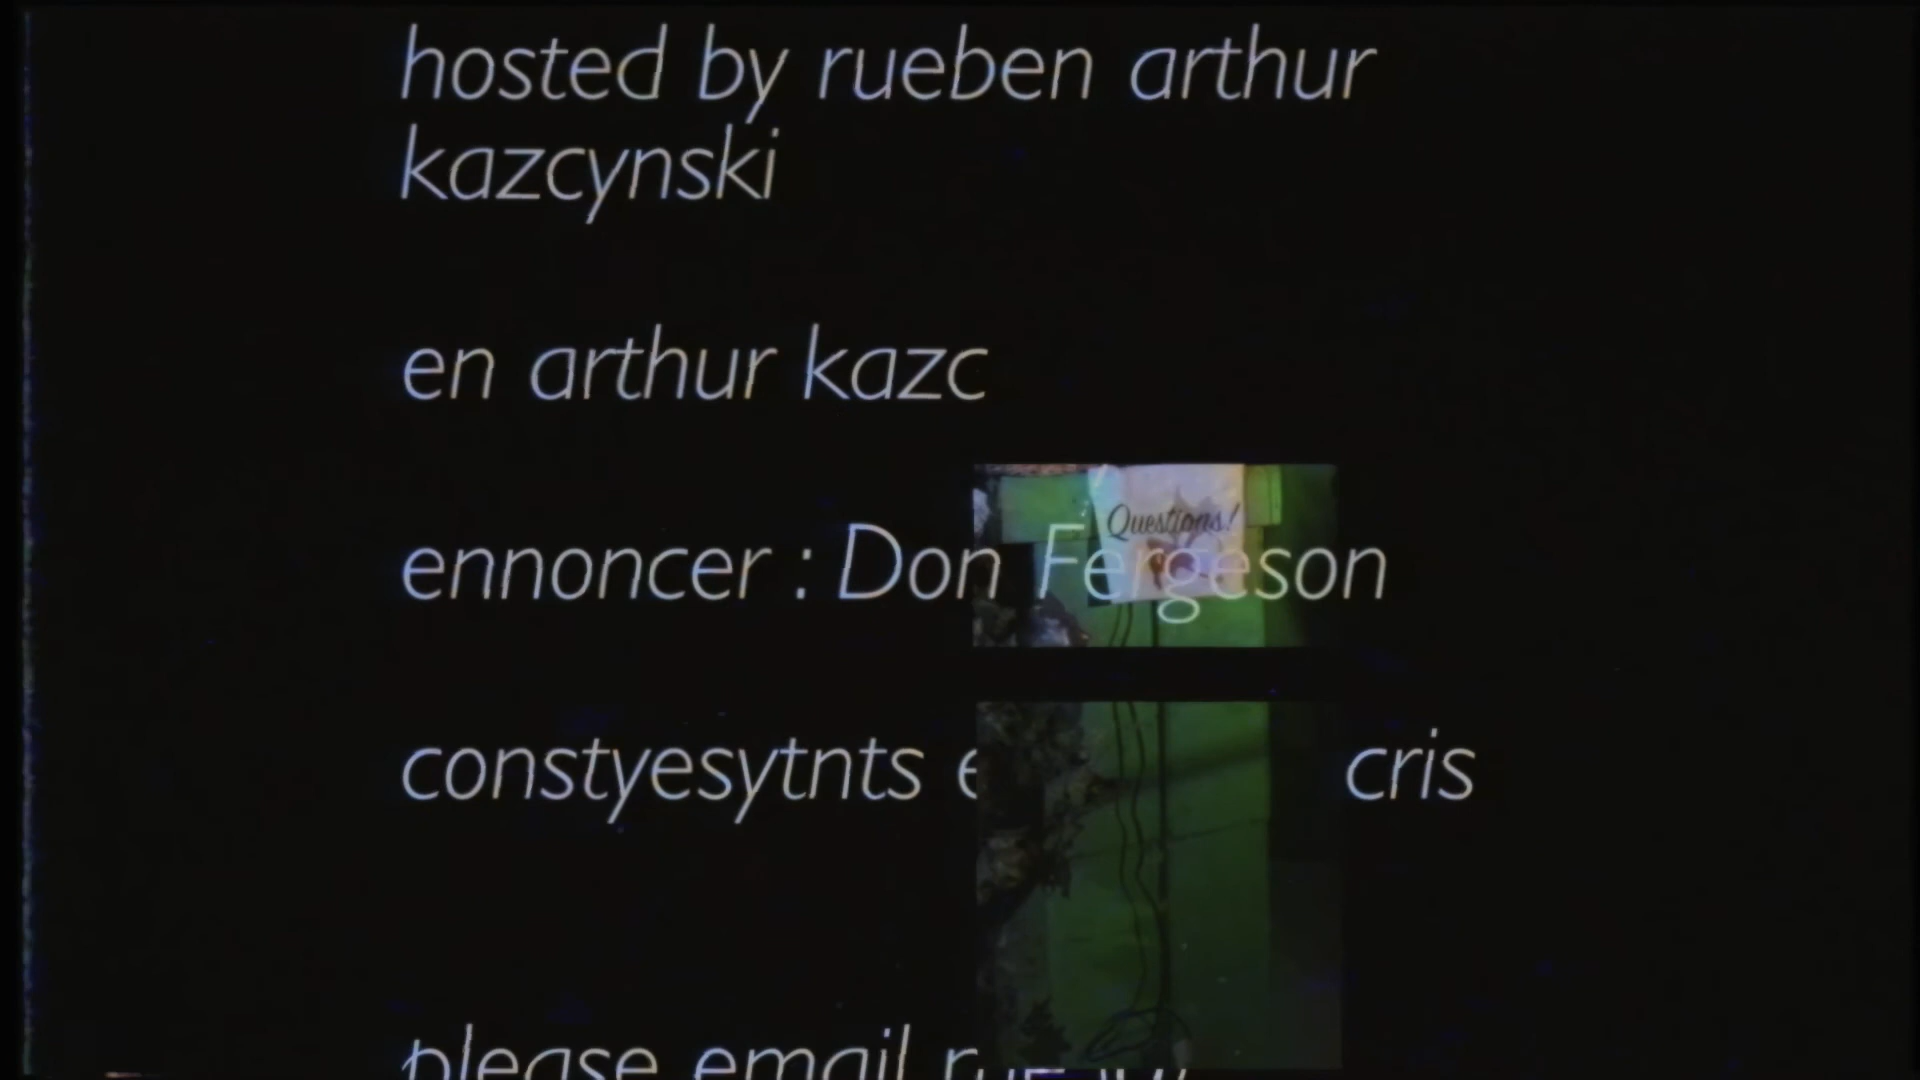 hosted by rueben arthur
kazcynski
en arthur kazc
Questions!
ennoncer : Don Fergeson
constyesytnts e cris
please email